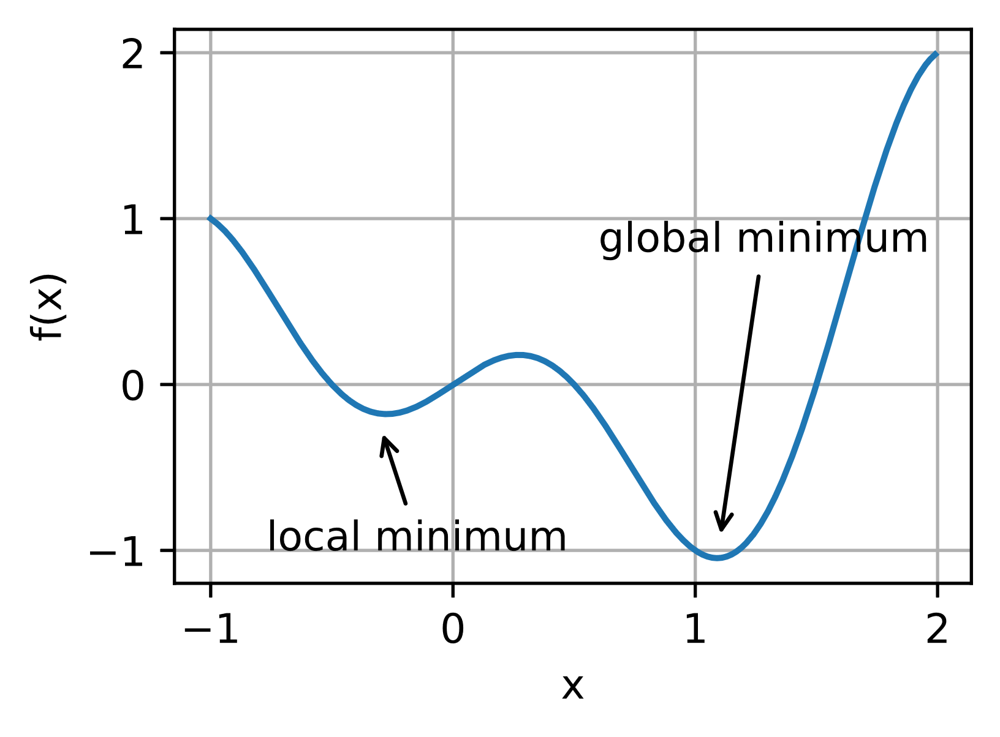 2
1
0
−1
f(x)
global minimum
local minimum
−1 0 1 2
x